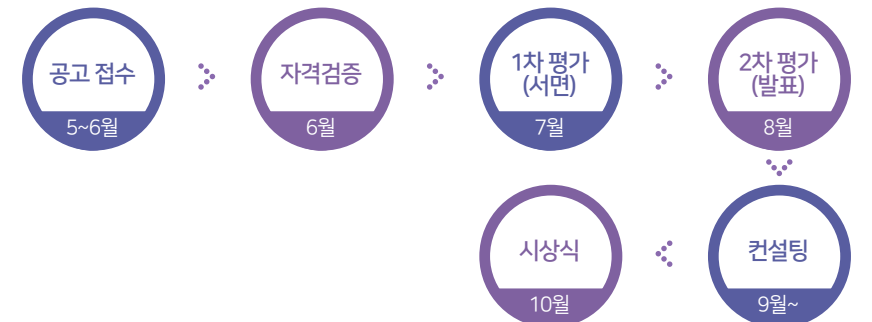 공고 접수
5~6월
자격검증
6월
1차 평가
(서면)
7월
2차 평가
(발표)
8월
컨설팅
9월~
시상식
10월